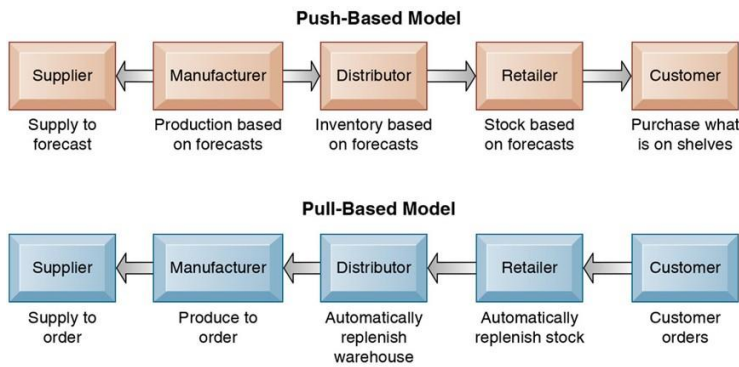 Push-Based Model
Supplier
Manufacturer
Distributor
Retailer
Customer
Supply to
forecast
Production based
on forecasts
Inventory based
on forecasts
Stock based
on forecasts
Purchase what
is on shelves
Pull-Based Model
Supplier
Manufacturer
Distributor
Retailer
Customer
Supply to
order
Produce to
order
Automatically
replenish
warehouse
Automatically
replenish stock
Customer
orders